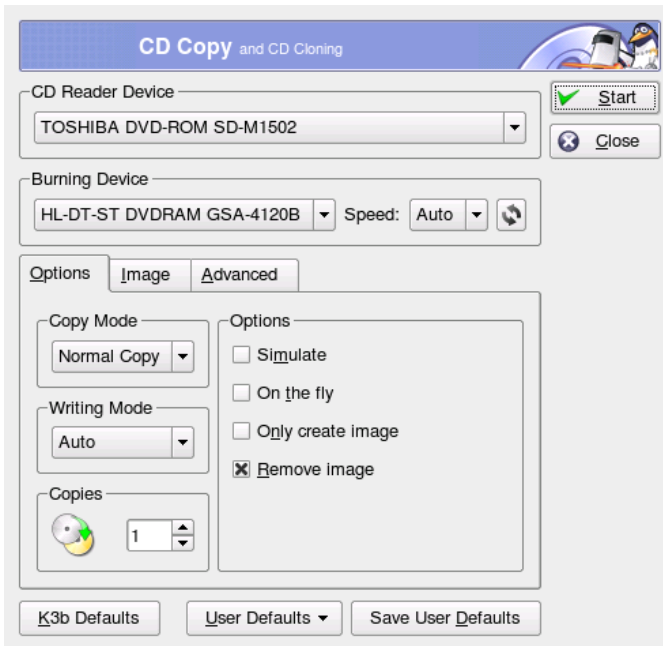 CD Copy and CD Cloning
CD Reader Device
TOSHIBA DVD-ROM SD-M1502
Start
Close
Burning Device
HL-DT-ST DVDRAM GSA-4120B
Speed:
Auto
Options
Image
Advanced
Copy Mode
Normal Copy
Writing Mode
Auto
Copies
1
Options
Simulate
On the fly
Only create image
Remove image
K3b Defaults
User Defaults
Save User Defaults